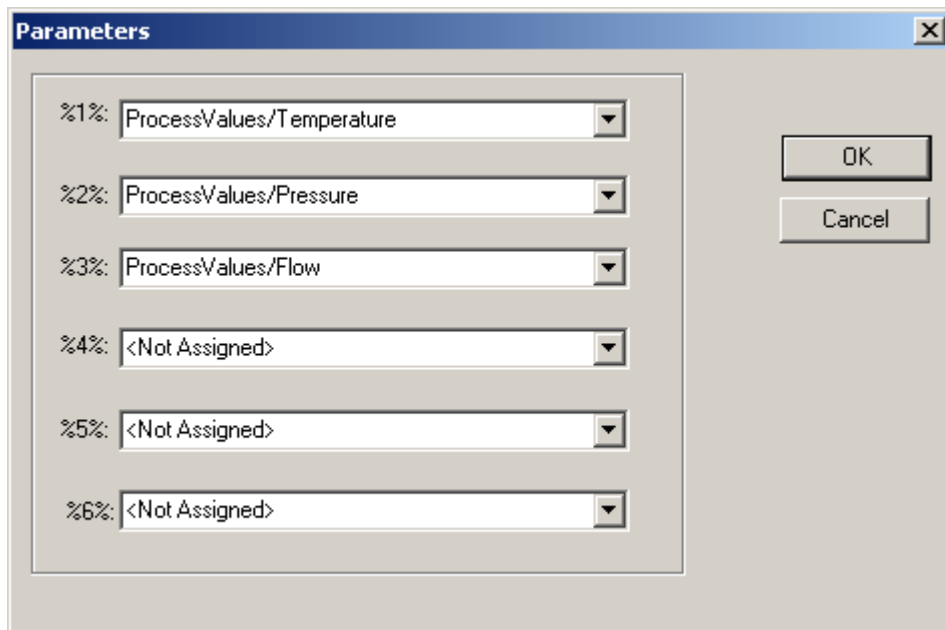 Parameters
%1%: ProcessValues/Temperature
OK
%2%: ProcessValues/Pressure
Cancel
%3%: ProcessValues/Flow
%4%: <Not Assigned>
%5%: <Not Assigned>
%6%: <Not Assigned>